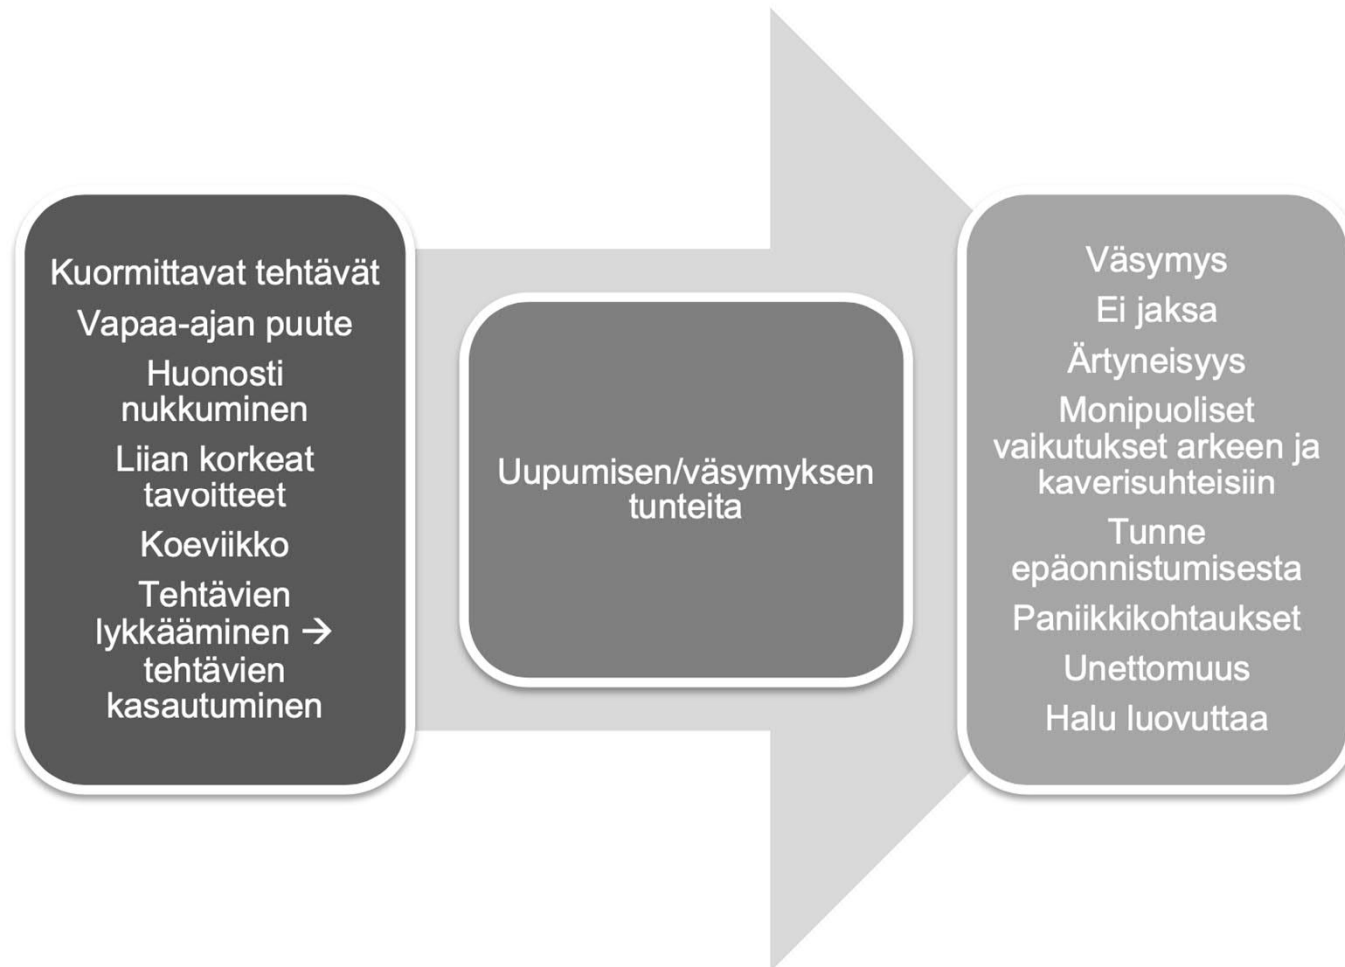 Kuormittavat tehtävät
Vapaa-ajan puute
Huonosti
nukkuminen
Liian korkeat
tavoitteet
Koeviikko
Tehtävien
lykkääminen →
tehtävien
kasautuminen
Uupumisen/väsymyksen
tunteita
Väsymys
Ei jaksa
Ärtyneisyys
Monipuoliset
vaikutukset arkeen ja
kaverisuhteisiin
Tunne
epäonnistumisesta
Paniikkikohtaukset
Unettomuus
Halu luovuttaa